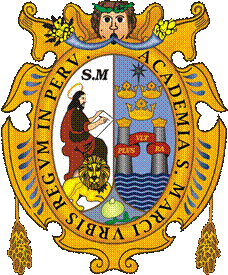 ACADEMIA S. MARCI VRBIS REGVM IN PERV
S.M
PLVS VLT RA